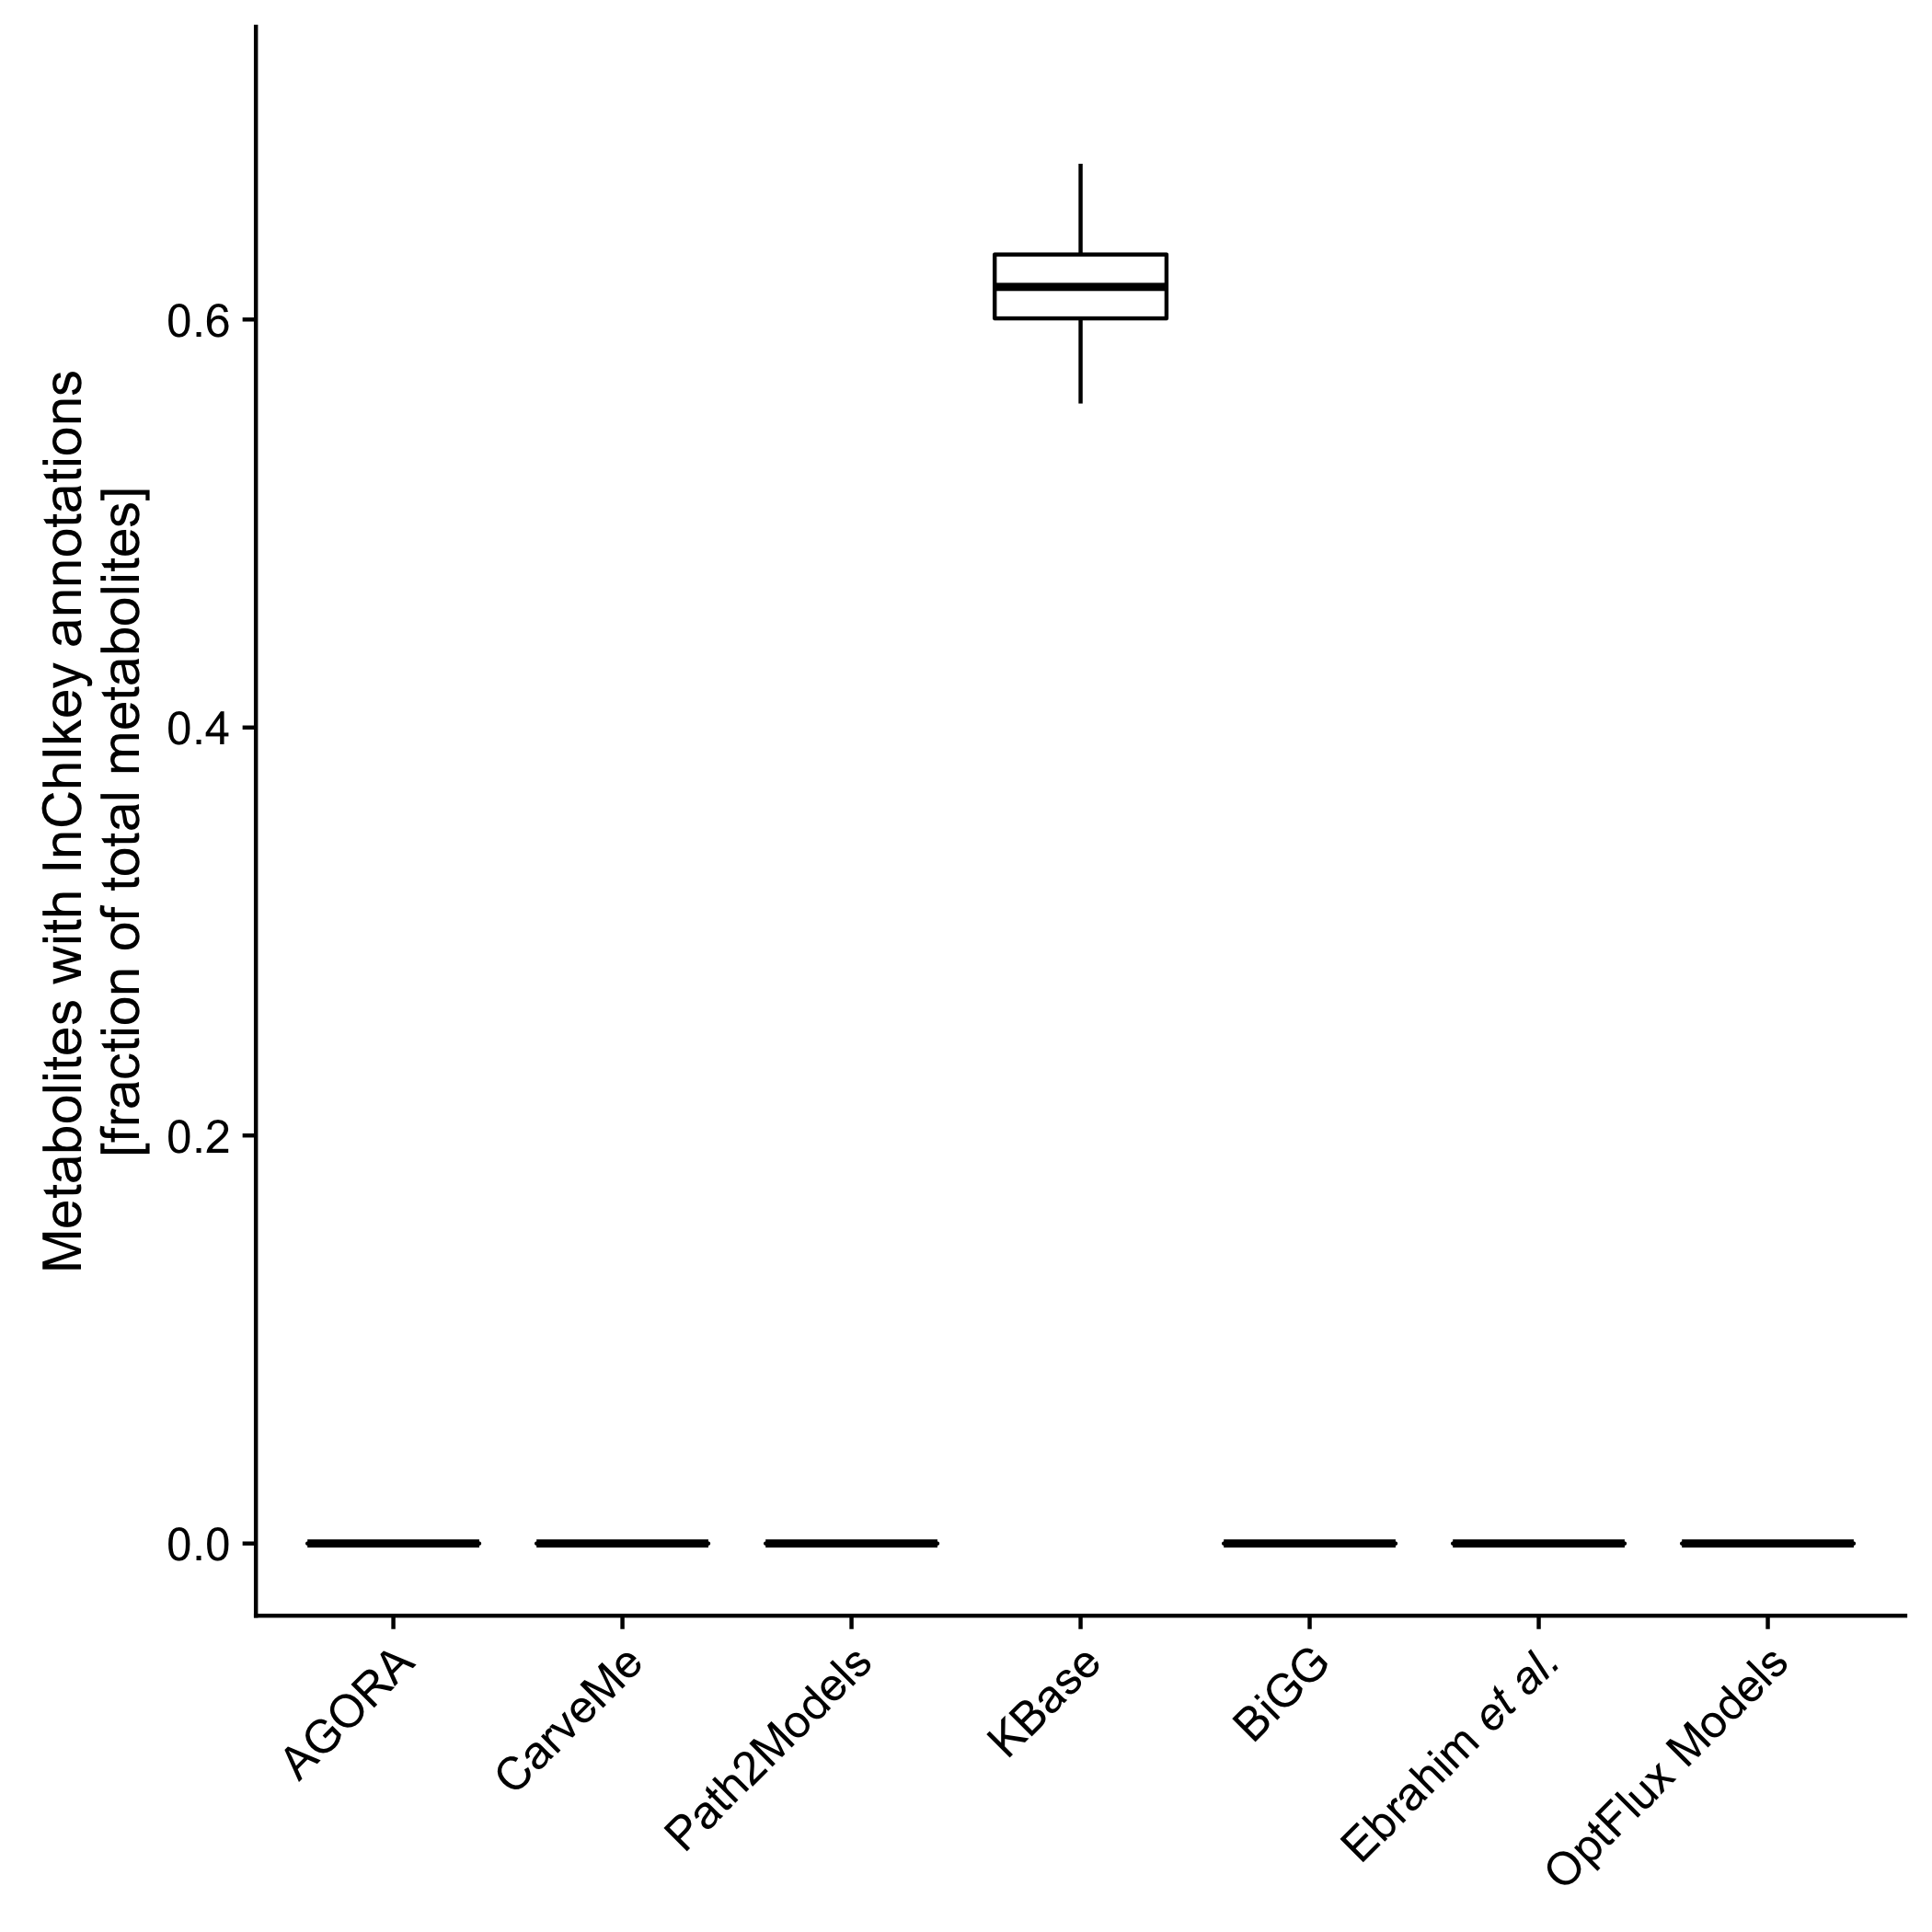 Metabolites with InChIkey annotations
[fraction of total metabolites]
0.6
0.4
0.2
0.0
AGORA
CarveMe
Path2Models
KBase
BiGG
Ebrahim et al.
OptFlux Models